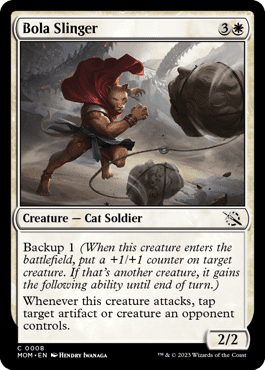 Bola Slinger 3
Creature — Cat Soldier
Backup 1 (When this creature enters the
battlefield, put a +1/+1 counter on target
creature. If that's another creature, it gains
the following ability until end of turn.)
Whenever this creature attacks, tap
target artifact or creature an opponent
controls.
2/2
C 0008
MOM • EN HENDRY IWANAGA ™ & © 2023 Wizards of the Coast